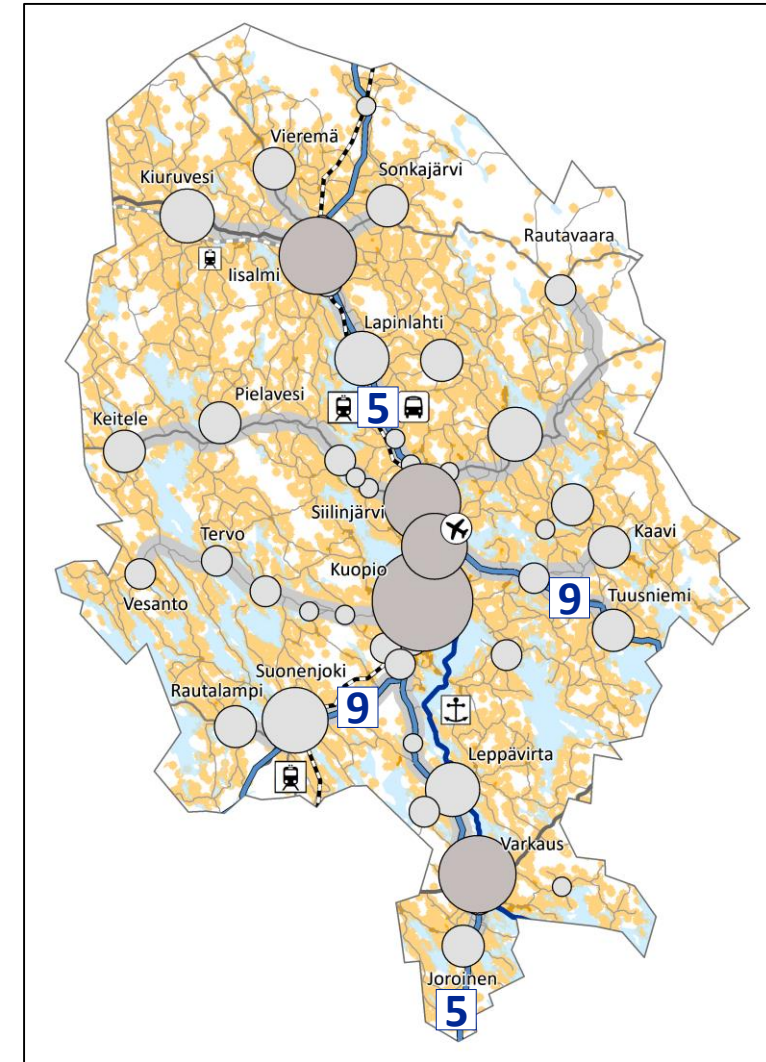 Vieremä
Kiuruvesi
Sonkajärvi
Rautavaara
Iisalmi
Lapinlahti
5
Pielavesi
Keitele
Siilinjärvi
Kaavi
Tervo
Kuopio
9
Tuusniemi
Vesanto
Suonenjoki
Rautalampi
9
Leppävirta
Varkaus
Joroinen
5